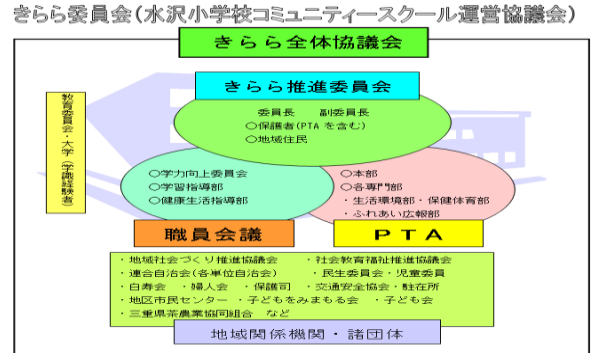 きらら委員会(水沢小学校コミュニティースクール運営協議会)
きらら全体協議会
きらら推進委員会
委員長　副委員長
○保護者(PTAを含む)
○地域住民
教育委員会・大学(学識経験者)
○学力向上委員会
○学習指導部
○健康生活指導部
○本部
○各専門部
・生活環境部・保健体育部
・ふれあい広報部
職員会議
PTA
・地域社会づくり推進協議会　・社会教育福祉推進協議会
・連合自治会(各単位自治会)　・民生委員・児童委員
・白寿会　・婦人会　・保護司　・交通安全協会・駐在所
・地区市民センター　・子どもをみまもる会　・子ども会
・三重県茶農業協同組合　など
地域関係機関・諸団体